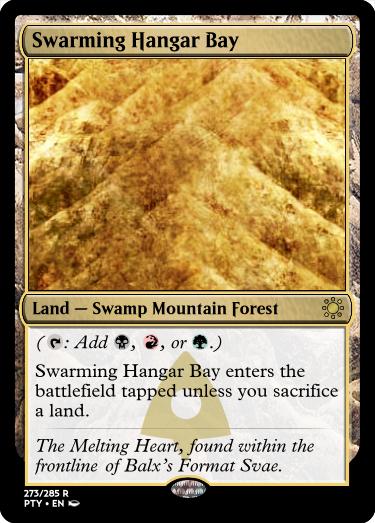 Swarming Hangar Bay
Land — Swamp Mountain Forest
(: Add , , or .)
Swarming Hangar Bay enters the
battlefield tapped unless you sacrifice
a land.
The Melting Heart, found within the
frontline of Balx's Format Svae.
273/285 R
PTY • EN